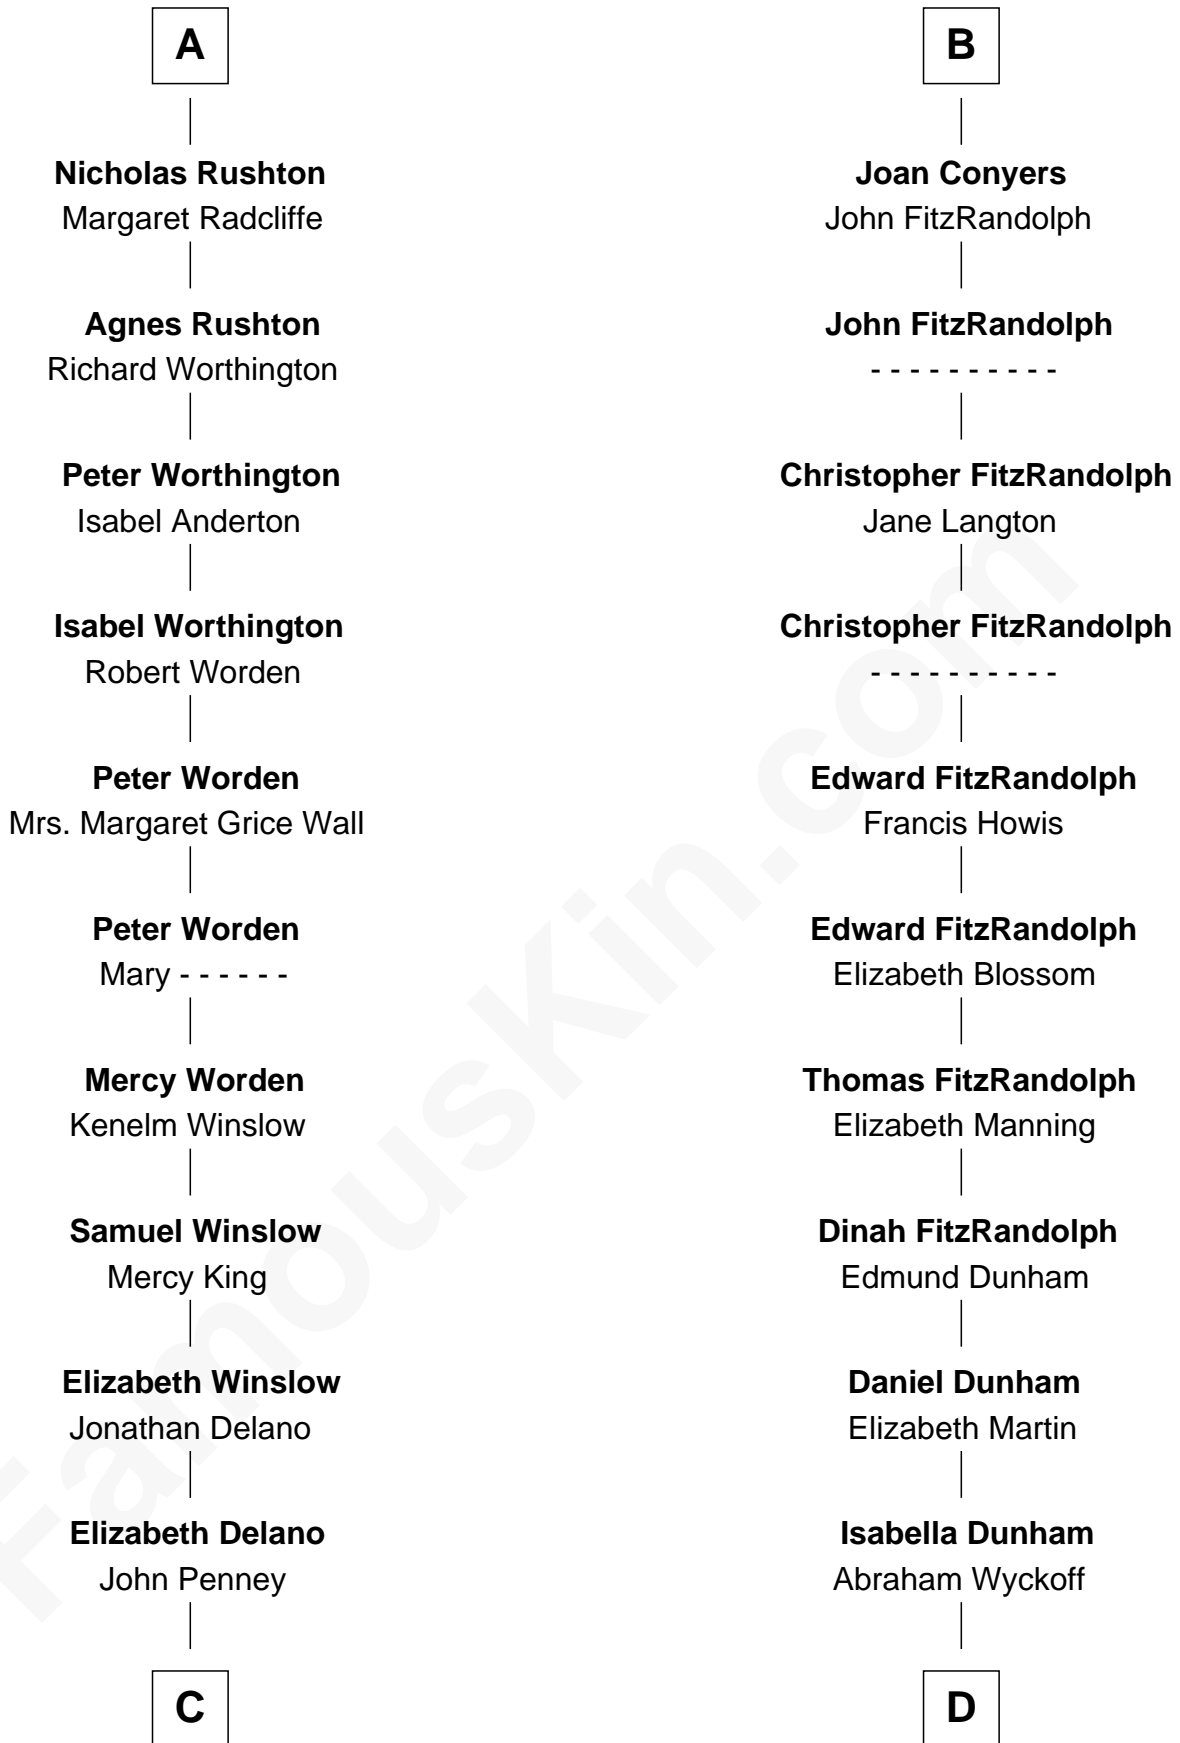 A
Nicholas Rushton
Margaret Radcliffe
Agnes Rushton
Richard Worthington
Peter Worthington
Isabel Anderton
Isabel Worthington
Robert Worden
Peter Worden
Mrs. Margaret Grice Wall
Peter Worden
Mary - - - - - -
Mercy Worden
Kenelm Winslow
Samuel Winslow
Mercy King
Elizabeth Winslow
Jonathan Delano
Elizabeth Delano
John Penney
C
B
Joan Conyers
John FitzRandolph
John FitzRandolph
- - - - - - - - - -
Christopher FitzRandolph
Jane Langton
Christopher FitzRandolph
- - - - - - - - - -
Edward FitzRandolph
Francis Howis
Edward FitzRandolph
Elizabeth Blossom
Thomas FitzRandolph
Elizabeth Manning
Dinah FitzRandolph
Edmund Dunham
Daniel Dunham
Elizabeth Martin
Isabella Dunham
Abraham Wyckoff
D
FamousKin.com